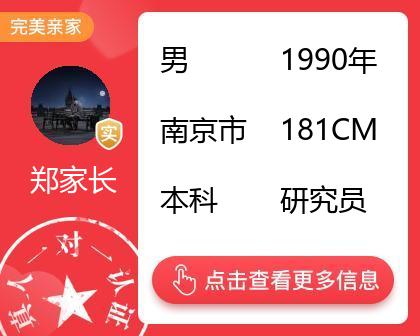 完美亲家
实
郑家长
真人一对一认证
男 1990年
南京市 181CM
本科 研究员
点击查看更多信息